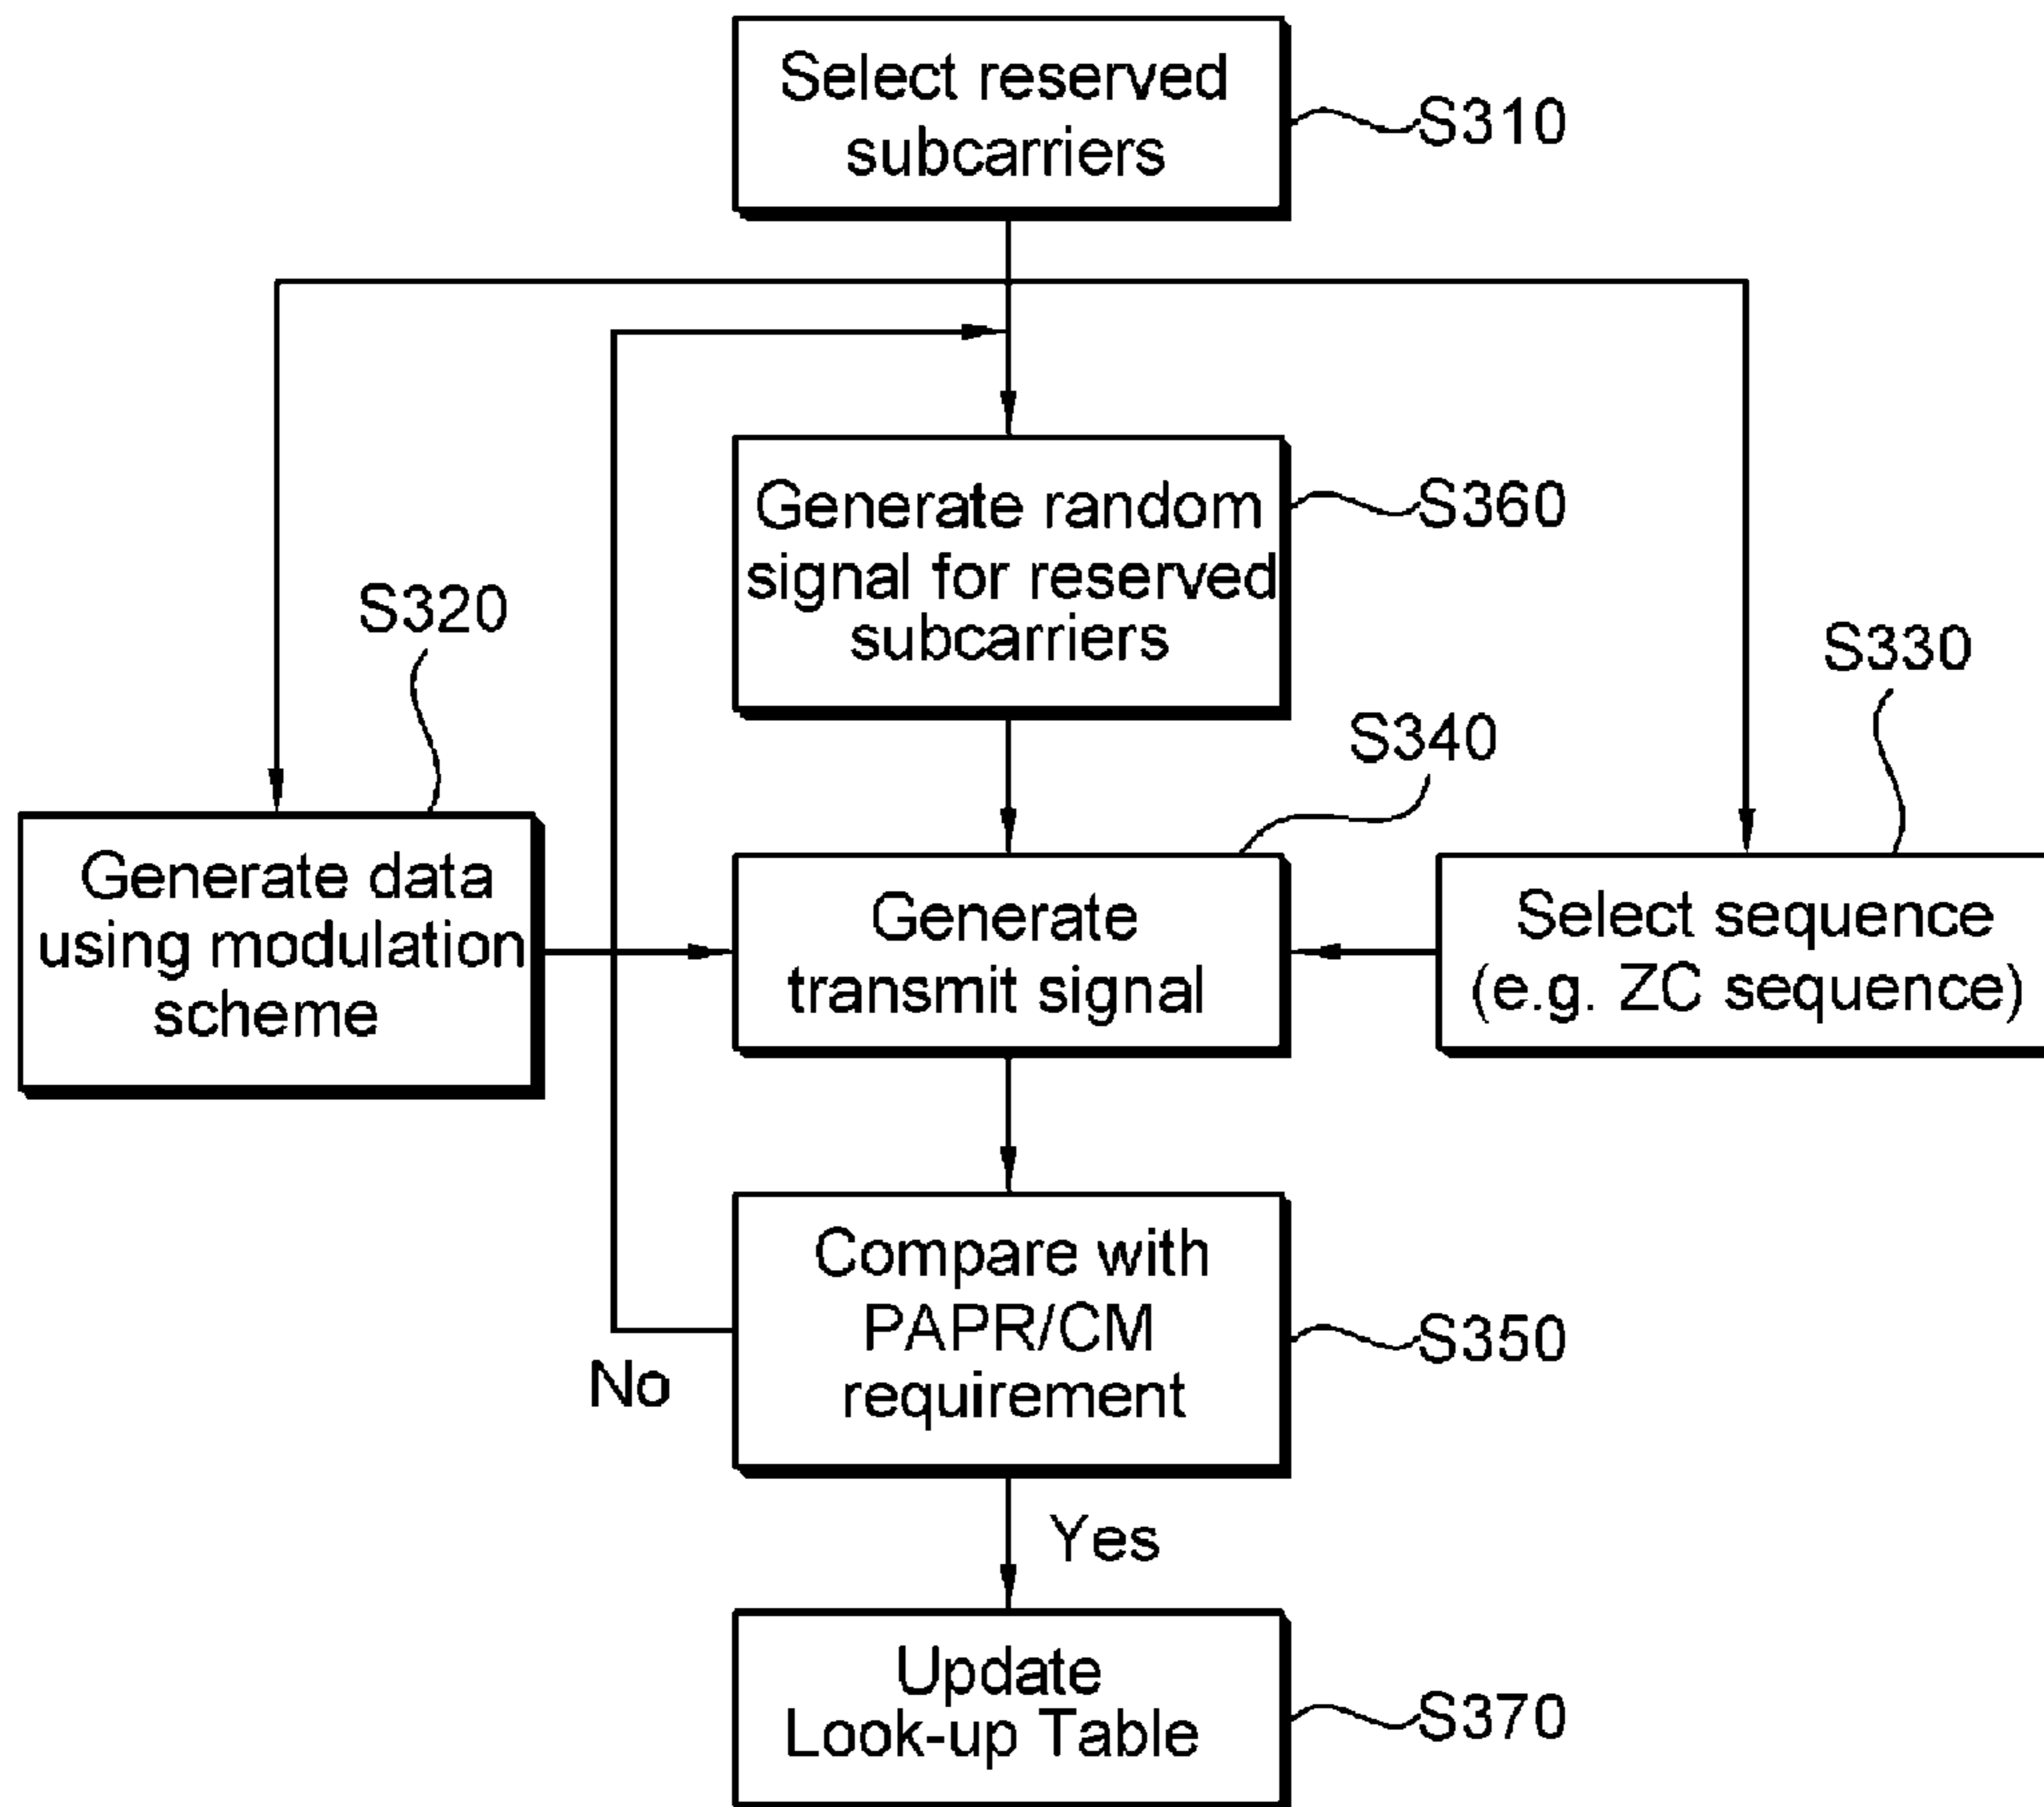 Select reserved
subcarriers
S310
Generate random
signal for reserved
subcarriers
S360
S320
S330
S340
Generate data
using modulation
scheme
Generate
transmit signal
Select sequence
(e.g. ZC sequence)
Compare with
PAPR/CM
requirement
S350
No
Yes
Update
Look-up Table
S370